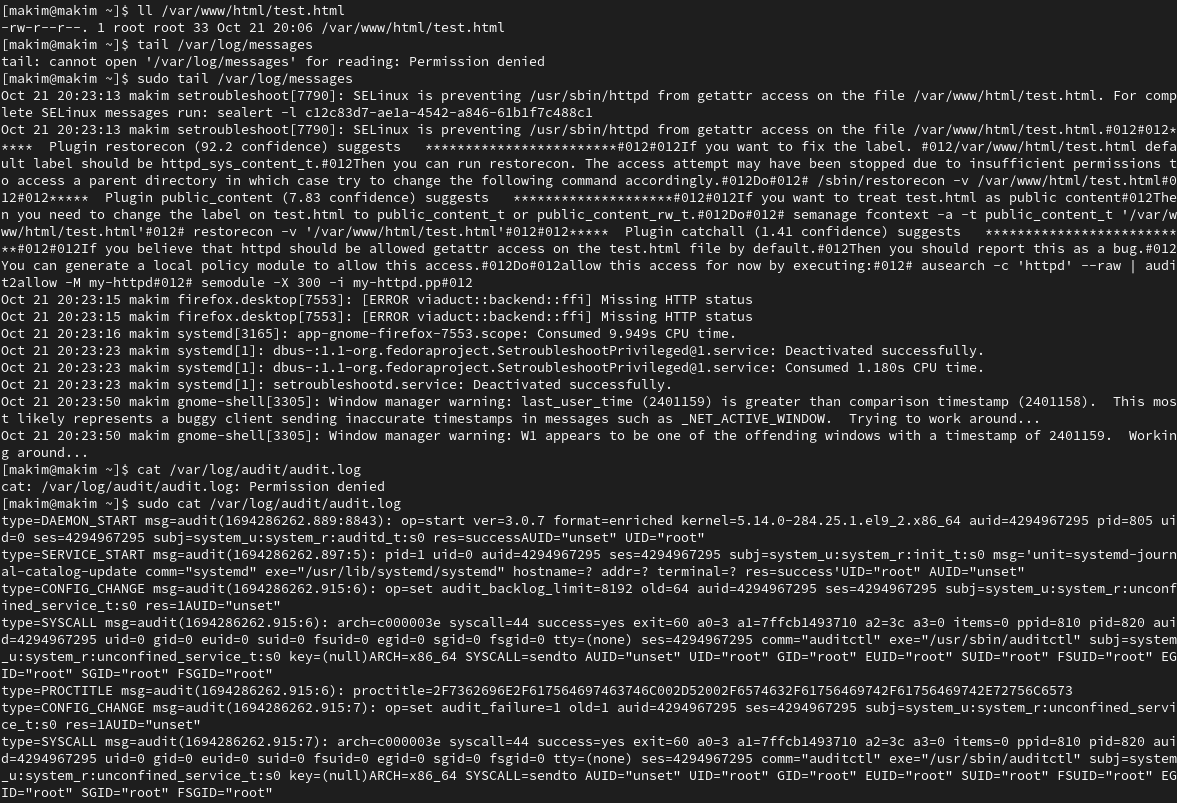 [makim@makim ~]$ ll /var/www/html/test.html
-rw-r--r--. 1 root root 33 Oct 21 20:06 /var/www/html/test.html
[makim@makim ~]$ tail /var/log/messages
tail: cannot open '/var/log/messages' for reading: Permission denied
[makim@makim ~]$ sudo tail /var/log/messages
Oct 21 20:23:13 makim setroubleshoot[7790]: SELinux is preventing /usr/sbin/httpd from getattr access on the file /var/www/html/test.html. For comp
lete SELinux messages run: sealert -l c12c83d7-ae1a-4542-a846-61b1f7c488c1
Oct 21 20:23:13 makim setroubleshoot[7790]: SELinux is preventing /usr/sbin/httpd from getattr access on the file /var/www/html/test.html.#012#012*
****  Plugin restorecon (92.2 confidence) suggests   ************************#012#012If you want to fix the label. #012/var/www/html/test.html defa
ult label should be httpd_sys_content_t.#012Then you can run restorecon. The access attempt may have been stopped due to insufficient permissions t
o access a parent directory in which case try to change the following command accordingly.#012Do#012# /sbin/restorecon -v /var/www/html/test.html#0
12#012*****  Plugin public_content (7.83 confidence) suggests   ********************#012#012If you want to treat test.html as public content#012The
n you need to change the label on test.html to public_content_t or public_content_rw_t.#012Do#012# semanage fcontext -a -t public_content_t '/var/w
ww/html/test.html'#012# restorecon -v '/var/www/html/test.html'#012#012*****  Plugin catchall (1.41 confidence) suggests   ************************
**#012#012If you believe that httpd should be allowed getattr access on the test.html file by default.#012Then you should report this as a bug.#012
You can generate a local policy module to allow this access.#012Do#012allow this access for now by executing:#012# ausearch -c 'httpd' --raw | audi
t2allow -M my-httpd#012# semodule -X 300 -i my-httpd.pp#012
Oct 21 20:23:15 makim firefox.desktop[7553]: [ERROR viaduct::backend::ffi] Missing HTTP status
Oct 21 20:23:15 makim firefox.desktop[7553]: [ERROR viaduct::backend::ffi] Missing HTTP status
Oct 21 20:23:16 makim systemd[3165]: app-gnome-firefox-7553.scope: Consumed 9.949s CPU time.
Oct 21 20:23:23 makim systemd[1]: dbus-:1.1-org.fedoraproject.SetroubleshootPrivileged@1.service: Deactivated successfully.
Oct 21 20:23:23 makim systemd[1]: dbus-:1.1-org.fedoraproject.SetroubleshootPrivileged@1.service: Consumed 1.180s CPU time.
Oct 21 20:23:23 makim systemd[1]: setroubleshootd.service: Deactivated successfully.
Oct 21 20:23:50 makim gnome-shell[3305]: Window manager warning: last_user_time (2401159) is greater than comparison timestamp (2401158).  This mos
t likely represents a buggy client sending inaccurate timestamps in messages such as _NET_ACTIVE_WINDOW.  Trying to work around...
Oct 21 20:23:50 makim gnome-shell[3305]: Window manager warning: W1 appears to be one of the offending windows with a timestamp of 2401159.  Workin
g around...
[makim@makim ~]$ cat /var/log/audit/audit.log
cat: /var/log/audit/audit.log: Permission denied
[makim@makim ~]$ sudo cat /var/log/audit/audit.log
type=DAEMON_START msg=audit(1694286262.889:8843): op=start ver=3.0.7 format=enriched kernel=5.14.0-284.25.1.el9_2.x86_64 auid=4294967295 pid=805 ui
d=0 ses=4294967295 subj=system_u:system_r:auditd_t:s0 res=successAUID="unset" UID="root"
type=SERVICE_START msg=audit(1694286262.897:5): pid=1 uid=0 auid=4294967295 ses=4294967295 subj=system_u:system_r:init_t:s0 msg='unit=systemd-journ
al-catalog-update comm="systemd" exe="/usr/lib/systemd/systemd" hostname=? addr=? terminal=? res=success'UID="root" AUID="unset"
type=CONFIG_CHANGE msg=audit(1694286262.915:6): op=set audit_backlog_limit=8192 old=64 auid=4294967295 ses=4294967295 subj=system_u:system_r:unconf
ined_service_t:s0 res=1AUID="unset"
type=SYSCALL msg=audit(1694286262.915:6): arch=c000003e syscall=44 success=yes exit=60 a0=3 a1=7ffcb1493710 a2=3c a3=0 items=0 ppid=810 pid=820 aui
d=4294967295 uid=0 gid=0 euid=0 suid=0 fsuid=0 egid=0 sgid=0 fsgid=0 tty=(none) ses=4294967295 comm="auditctl" exe="/usr/sbin/auditctl" subj=system
_u:system_r:unconfined_service_t:s0 key=(null)ARCH=x86_64 SYSCALL=sendto AUID="unset" UID="root" GID="root" EUID="root" SUID="root" FSUID="root" EG
ID="root" SGID="root" FSGID="root"
type=PROCTITLE msg=audit(1694286262.915:6): proctitle=2F7362696E2F617564697463746C002D52002F6574632F61756469742F61756469742E72756C6573
type=CONFIG_CHANGE msg=audit(1694286262.915:7): op=set audit_failure=1 old=1 auid=4294967295 ses=4294967295 subj=system_u:system_r:unconfined_servi
ce_t:s0 res=1AUID="unset"
type=SYSCALL msg=audit(1694286262.915:7): arch=c000003e syscall=44 success=yes exit=60 a0=3 a1=7ffcb1493710 a2=3c a3=0 items=0 ppid=810 pid=820 aui
d=4294967295 uid=0 gid=0 euid=0 suid=0 fsuid=0 egid=0 sgid=0 fsgid=0 tty=(none) ses=4294967295 comm="auditctl" exe="/usr/sbin/auditctl" subj=system
_u:system_r:unconfined_service_t:s0 key=(null)ARCH=x86_64 SYSCALL=sendto AUID="unset" UID="root" GID="root" EUID="root" SUID="root" FSUID="root" EG
ID="root" SGID="root" FSGID="root"